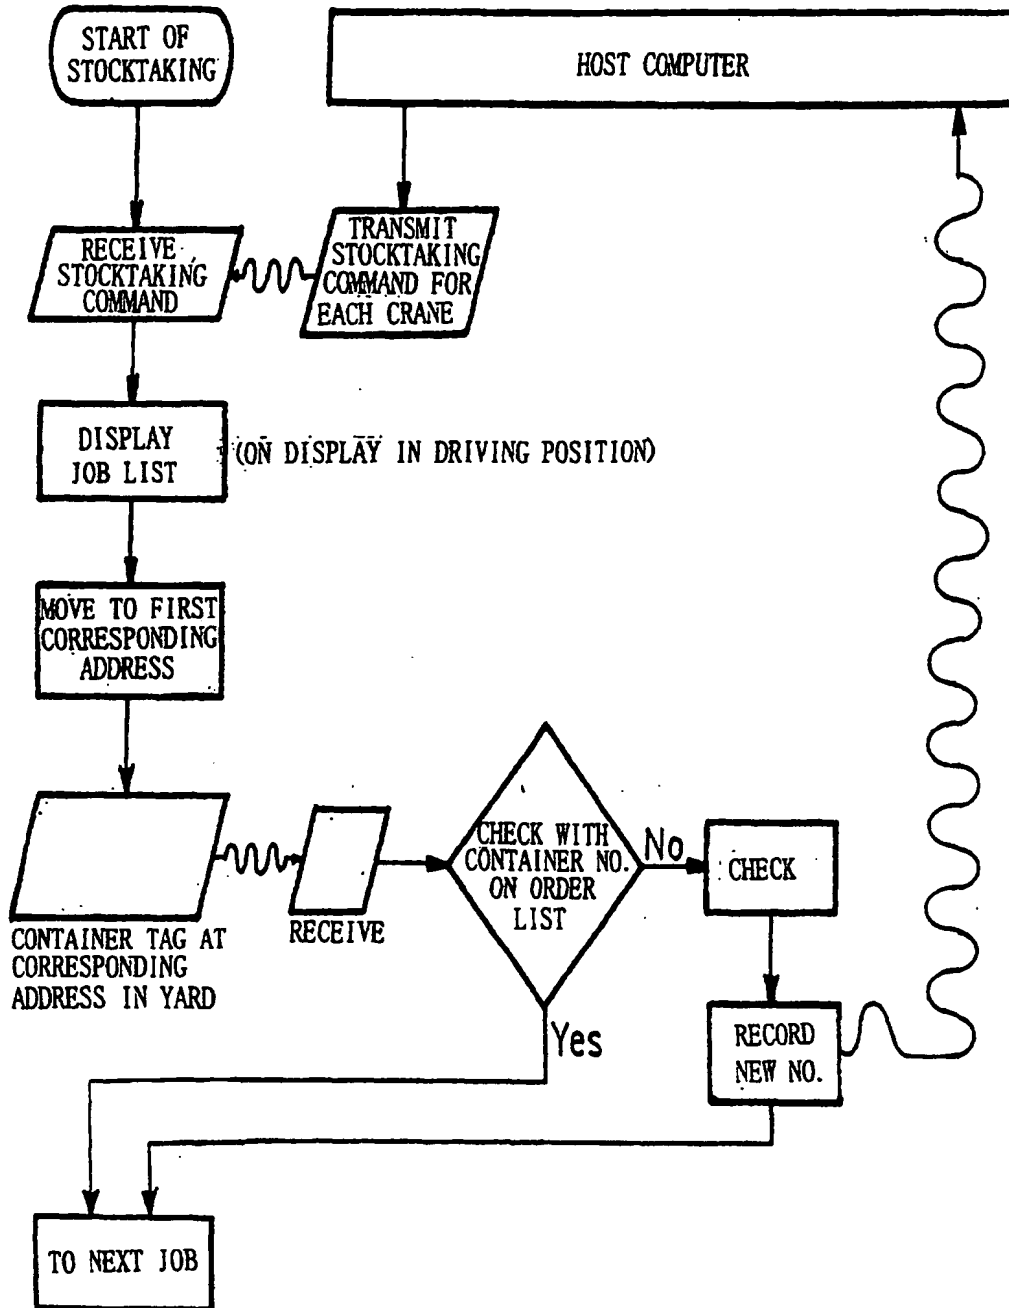 START OF
STOCKTAKING
HOST COMPUTER
TRANSMIT
STOCKTAKING
COMMAND FOR
EACH CRANE
RECEIVE
STOCKTAKING
COMMAND
DISPLAY
JOB LIST
(ON DISPLAY IN DRIVING POSITION)
MOVE TO FIRST
CORRESPONDING
ADDRESS
CONTAINER TAG AT
CORRESPONDING
ADDRESS IN YARD
RECEIVE
CHECK WITH
CONTAINER NO.
ON ORDER
LIST
No
CHECK
Yes
RECORD
NEW NO.
TO NEXT JOB